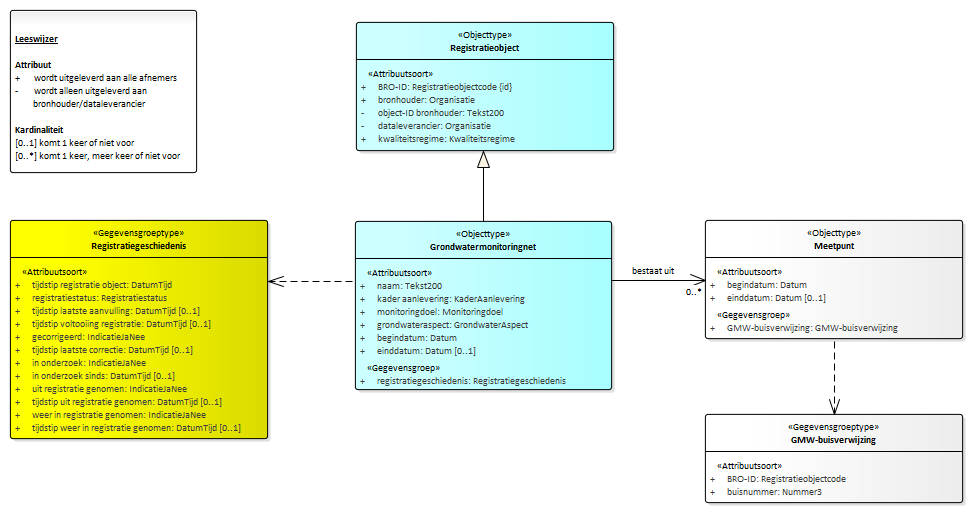 Leeswijzer
Attribuut
+ wordt uitgeleverd aan alle afnemers
- wordt alleen uitgeleverd aan
bronhouder/dataleverancier
Kardinaliteit
[0..1] komt 1 keer of niet voor
[0..*] komt 1 keer, meer keer of niet voor
«Objecttype»
Registratieobject
«Attribuutsoort»
+ BRO-ID: Registratieobjectcode {id}
+ bronhouder: Organisatie
- object-ID bronhouder: Tekst200
- dataleverancier: Organisatie
+ kwaliteitsregime: Kwaliteitsregime
«Gegevensgroeptype»
Registratiegeschiedenis
«Attribuutsoort»
+ tijdstip registratie object: DatumTijd
+ registratiestatus: Registratiestatus
+ tijdstip laatste aanvulling: DatumTijd [0..1]
+ tijdstip voltooiing registratie: DatumTijd [0..1]
+ gecorrigeerd: IndicatieJaNee
+ tijdstip laatste correctie: DatumTijd [0..1]
+ in onderzoek: IndicatieJaNee
+ in onderzoek sinds: DatumTijd [0..1]
+ uit registratie genomen: IndicatieJaNee
+ tijdstip uit registratie genomen: DatumTijd [0..1]
+ weer in registratie genomen: IndicatieJaNee
+ tijdstip weer in registratie genomen: DatumTijd [0..1]
«Objecttype»
Grondwatermonitoringnet
«Attribuutsoort»
+ naam: Tekst200
+ kader aanlevering: KaderAanlevering
+ monitoringdoel: Monitoringdoel
+ grondwateraspect: GrondwaterAspect
+ begindatum: Datum
+ einddatum: Datum [0..1]
«Gegevensgroep»
+ registratiegeschiedenis: Registratiegeschiedenis
bestaat uit
0..*
«Objecttype»
Meetpunt
«Attribuutsoort»
+ begindatum: Datum
+ einddatum: Datum [0..1]
«Gegevensgroep»
+ GMW-buisverwijzing: GMW-buisverwijzing
«Gegevensgroeptype»
GMW-buisverwijzing
«Attribuutsoort»
+ BRO-ID: Registratieobjectcode
+ buisnummer: Nummer3